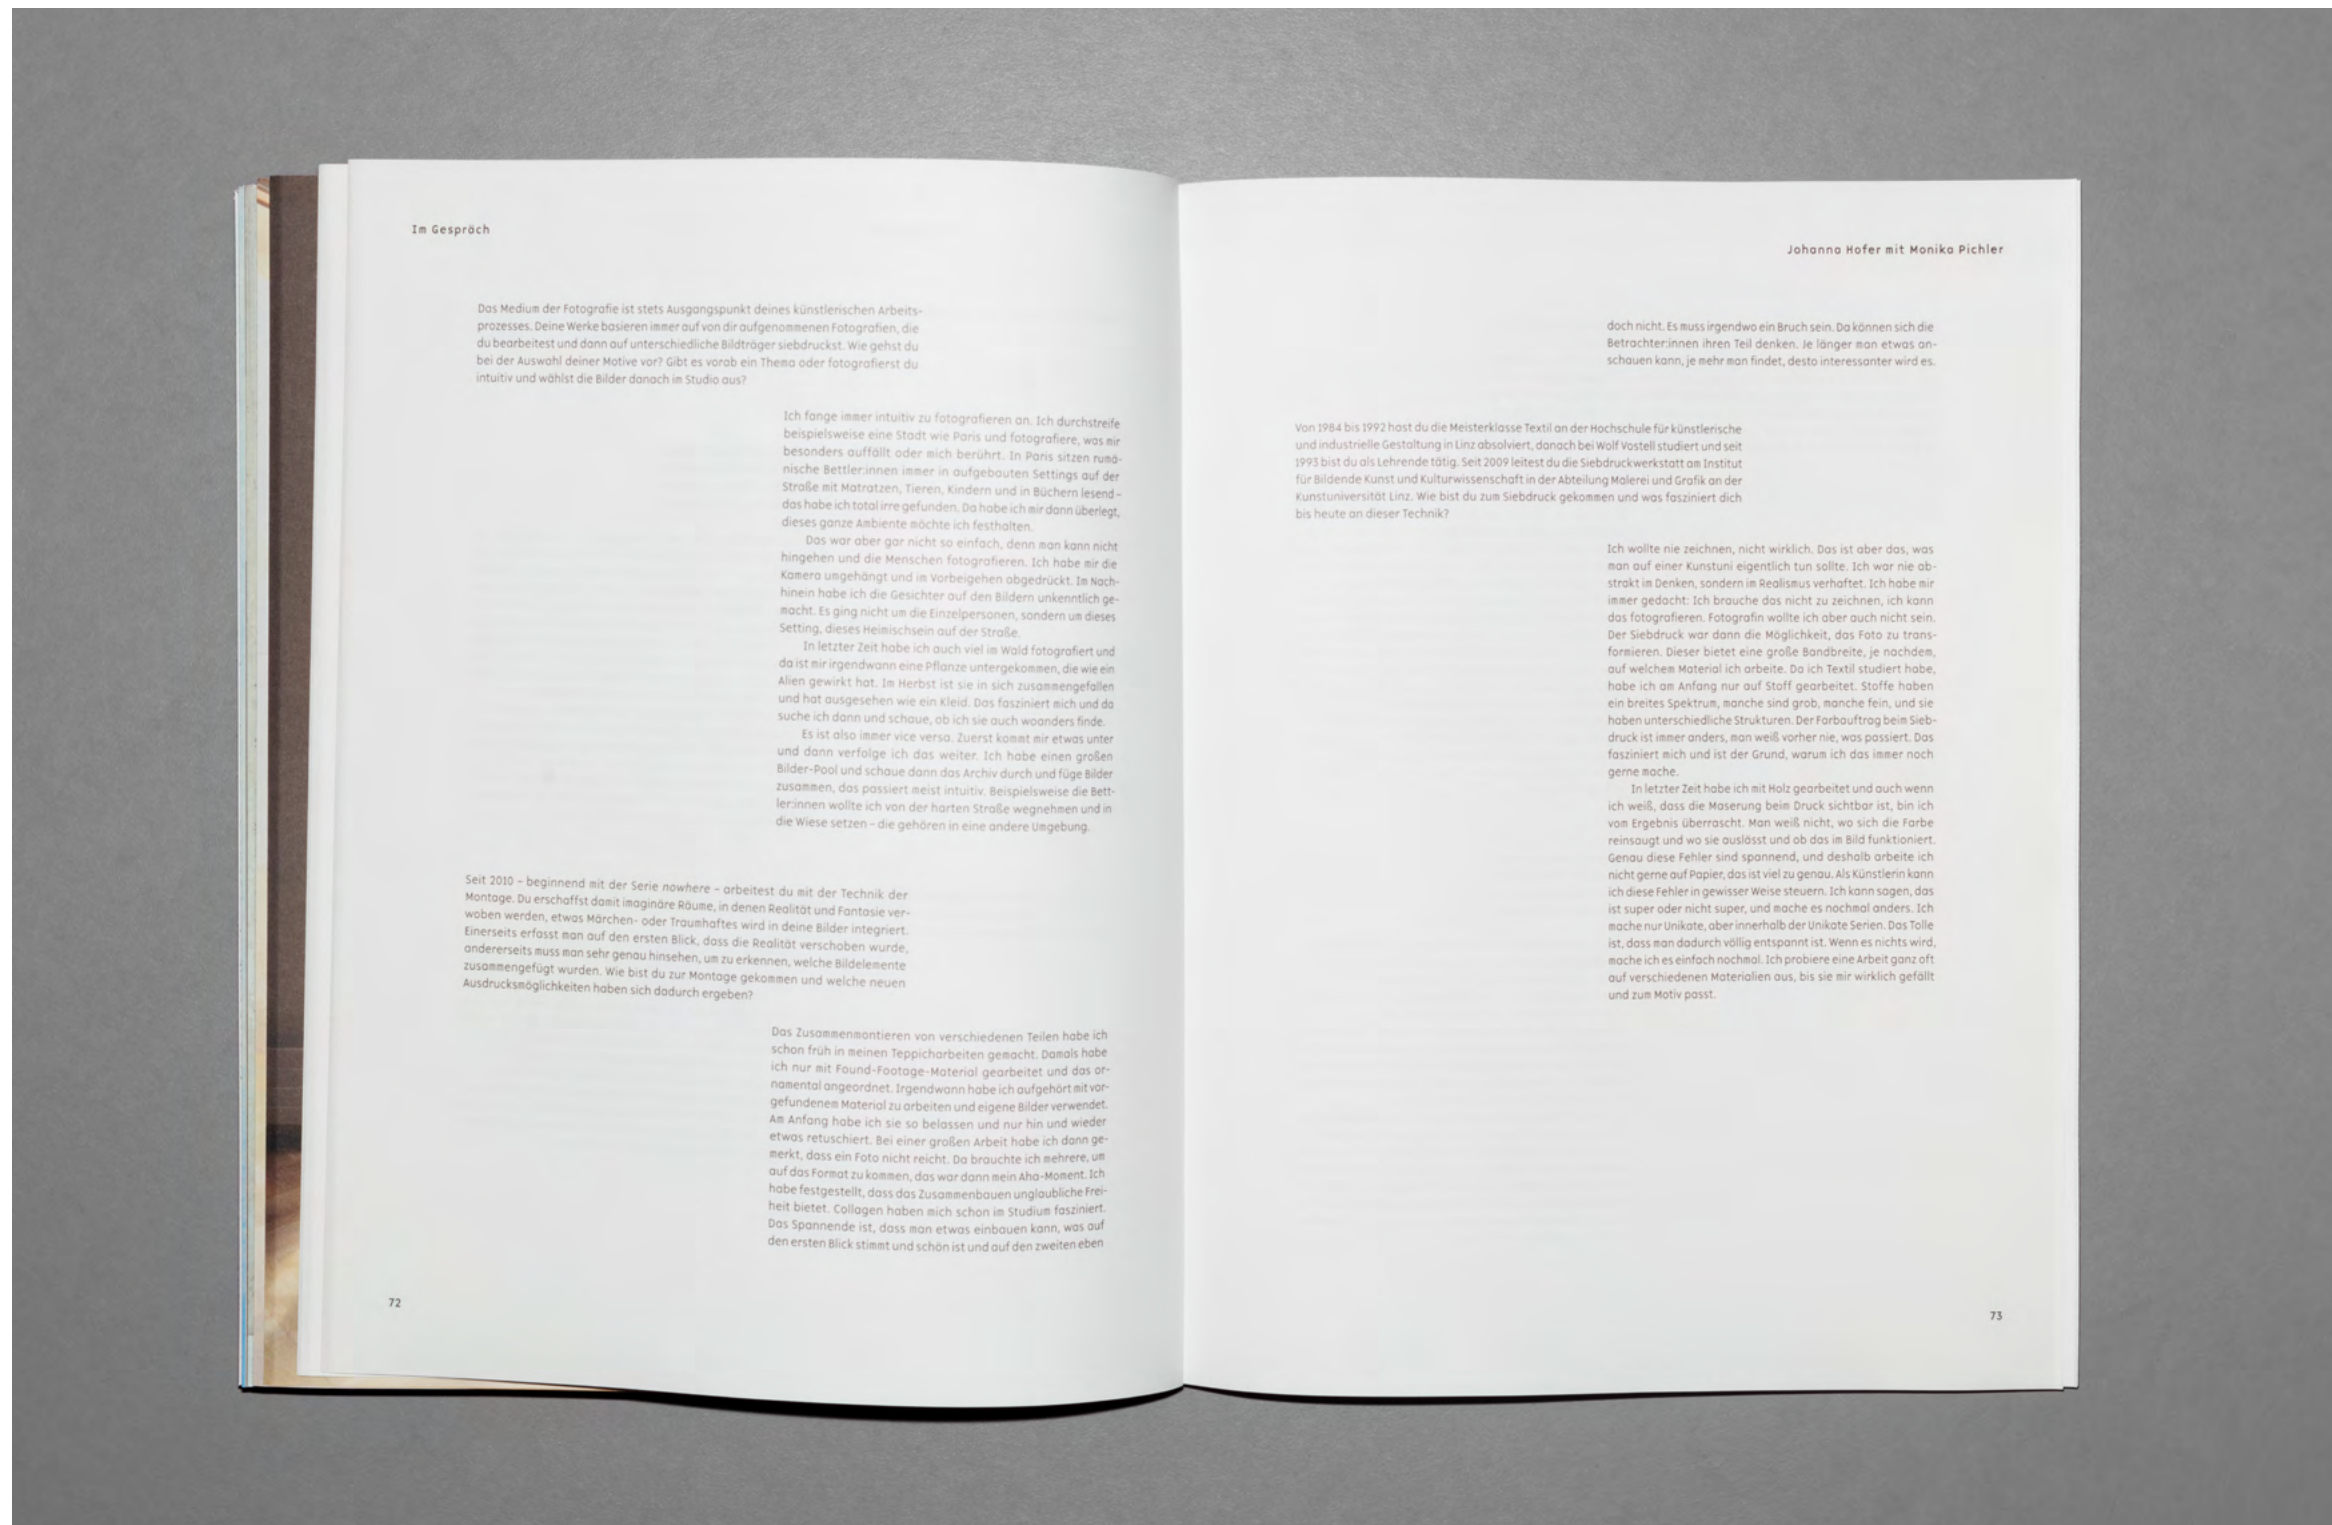 Im Gespräch
Das Medium der Fotografie ist stets Ausgangspunkt deines künstlerischen Arbeits-
prozesses. Deine Werke basieren immer auf von dir aufgenommenen Fotografien, die
du bearbeitest und dann auf unterschiedliche Bildträger siebdruckst. Wie gehst du
bei der Auswahl deiner Motive vor? Gibt es vorab ein Thema oder fotografierst du
intuitiv und wählst die Bilder danach im Studio aus?
Ich fange immer intuitiv zu fotografieren an. Ich durchstreife
beispielsweise eine Stadt wie Paris und fotografiere, was mir
besonders auffällt oder mich berührt. In Paris sitzen rumä-
nische Bettler:innen immer in aufgebauten Settings auf der
Straße mit Matratzen, Tieren, Kindern und in Büchern lesend –
das habe ich total irre gefunden. Da habe ich mir dann überlegt,
dieses ganze Ambiente möchte ich festhalten.
Das war aber gar nicht so einfach, denn man kann nicht
hingehen und die Menschen fotografieren. Ich habe mir die
Kamera umgehängt und im Vorbeigehen abgedrückt. Im Nach-
hinein habe ich die Gesichter auf den Bildern unkenntlich ge-
macht. Es ging nicht um die Einzelpersonen, sondern um dieses
Setting, dieses Heimischsein auf der Straße.
In letzter Zeit habe ich auch viel im Wald fotografiert und
da ist mir irgendwann eine Pflanze untergekommen, die wie ein
Alien gewirkt hat. Im Herbst ist sie in sich zusammengefallen
und hat ausgesehen wie ein Kleid. Das fasziniert mich und da
suche ich dann und schaue, ob ich sie auch woanders finde.
Es ist also immer vice versa. Zuerst kommt mir etwas unter
und dann verfolge ich das weiter. Ich habe einen großen
Bilder-Pool und schaue dann das Archiv durch und füge Bilder
zusammen, das passiert meist intuitiv. Beispielsweise die Bett-
ler:innen wollte ich von der harten Straße wegnehmen und in
die Wiese setzen – die gehören in eine andere Umgebung.
Seit 2010 – beginnend mit der Serie nowhere – arbeitest du mit der Technik der
Montage. Du erschaffst damit imaginäre Räume, in denen Realität und Fantasie ver-
woben werden, etwas Märchen- oder Traumhaftes wird in deine Bilder integriert.
Einerseits erfasst man auf den ersten Blick, dass die Realität verschoben wurde,
andererseits muss man sehr genau hinsehen, um zu erkennen, welche Bildelemente
zusammengefügt wurden. Wie bist du zur Montage gekommen und welche neuen
Ausdrucksmöglichkeiten haben sich dadurch ergeben?
Das Zusammenmontieren von verschiedenen Teilen habe ich
schon früh in meinen Teppicharbeiten gemacht. Damals habe
ich nur mit Found-Footage-Material gearbeitet und das or-
namental angeordnet. Irgendwann habe ich aufgehört mit vor-
gefundenem Material zu arbeiten und eigene Bilder verwendet.
Am Anfang habe ich sie so belassen und nur hin und wieder
etwas retuschiert. Bei einer großen Arbeit habe ich dann ge-
merkt, dass ein Foto nicht reicht. Da brauchte ich mehrere, um
auf das Format zu kommen, das war dann mein Aha-Moment. Ich
habe festgestellt, dass das Zusammenbauen unglaubliche Frei-
heit bietet. Collagen haben mich schon im Studium fasziniert.
Das Spannende ist, dass man etwas einbauen kann, was auf
den ersten Blick stimmt und schön ist und auf den zweiten eben
72
Johanna Hofer mit Monika Pichler
doch nicht. Es muss irgendwo ein Bruch sein. Da können sich die
Betrachter:innen ihren Teil denken. Je länger man etwas an-
schauen kann, je mehr man findet, desto interessanter wird es.
Von 1984 bis 1992 hast du die Meisterklasse Textil an der Hochschule für künstlerische
und industrielle Gestaltung in Linz absolviert, danach bei Wolf Vostell studiert und seit
1993 bist du als Lehrende tätig. Seit 2009 leitest du die Siebdruckwerkstatt am Institut
für Bildende Kunst und Kulturwissenschaft in der Abteilung Malerei und Grafik an der
Kunstuniversität Linz. Wie bist du zum Siebdruck gekommen und was fasziniert dich
bis heute an dieser Technik?
Ich wollte nie zeichnen, nicht wirklich. Das ist aber das, was
man auf einer Kunstuni eigentlich tun sollte. Ich war nie ab-
strakt im Denken, sondern im Realismus verhaftet. Ich habe mir
immer gedacht: Ich brauche das nicht zu zeichnen, ich kann
das fotografieren. Fotografin wollte ich aber auch nicht sein.
Der Siebdruck war dann die Möglichkeit, das Foto zu trans-
formieren. Dieser bietet eine große Bandbreite, je nachdem,
auf welchem Material ich arbeite. Da ich Textil studiert habe,
habe ich am Anfang nur auf Stoff gearbeitet. Stoffe haben
ein breites Spektrum, manche sind grob, manche fein, und sie
haben unterschiedliche Strukturen. Der Farbauftrag beim Sieb-
druck ist immer anders, man weiß vorher nie, was passiert. Das
fasziniert mich und ist der Grund, warum ich das immer noch
gerne mache.
In letzter Zeit habe ich mit Holz gearbeitet und auch wenn
ich weiß, dass die Maserung beim Druck sichtbar ist, bin ich
vom Ergebnis überrascht. Man weiß nicht, wo sich die Farbe
reinsaugt und wo sie auslässt und ob das im Bild funktioniert.
Genau diese Fehler sind spannend, und deshalb arbeite ich
nicht gerne auf Papier, das ist viel zu genau. Als Künstlerin kann
ich diese Fehler in gewisser Weise steuern. Ich kann sagen, das
ist super oder nicht super, und mache es nochmal anders. Ich
mache nur Unikate, aber innerhalb der Unikate Serien. Das Tolle
ist, dass man dadurch völlig entspannt ist. Wenn es nichts wird,
mache ich es einfach nochmal. Ich probiere eine Arbeit ganz oft
auf verschiedenen Materialien aus, bis sie mir wirklich gefällt
und zum Motiv passt.
73